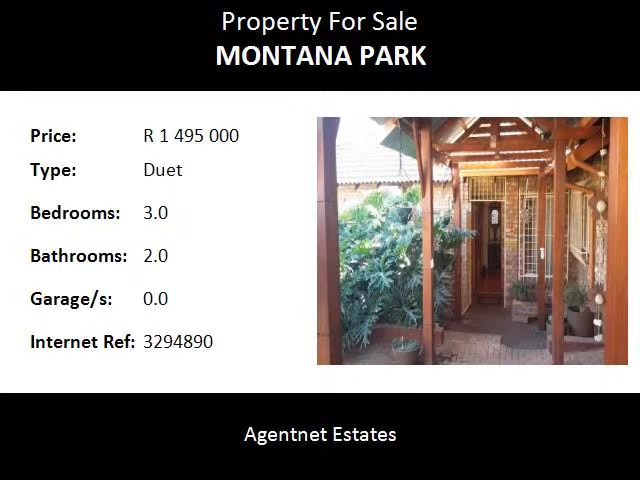 Property For Sale
MONTANA PARK
Price: R 1 495 000
Type: Duet
Bedrooms: 3.0
Bathrooms: 2.0
Garage/s: 0.0
Internet Ref: 3294890
Agentnet Estates